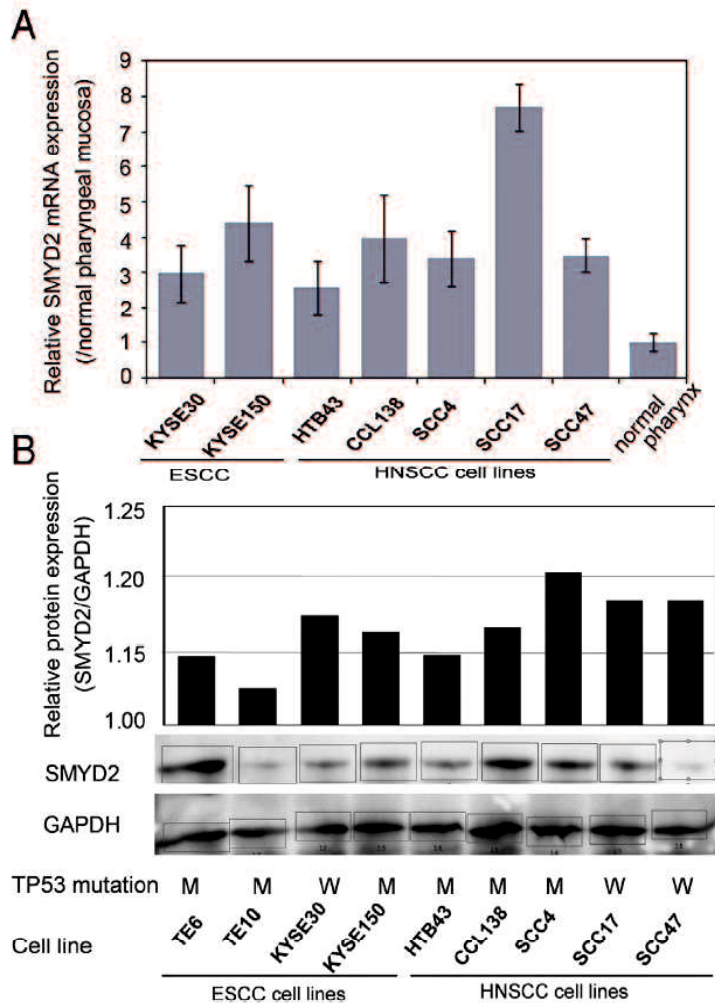 A
Relative SMYD2 mRNA expression
(/normal pharyngeal mucosa)
9
8
7
6
5
4
3
2
1
0
KYSE30
KYSE150
HTB43
CCL138
SCC4
SCC17
SCC47
normal
pharynx
ESCC
HNSCC cell lines
B
Relative protein expression
(SMYD2/GAPDH)
1.25
1.20
1.15
1.00
SMYD2
GAPDH
TP53 mutation M M W M M M M W W
Cell line TE6 TE10 KYSE30 KYSE150 HTB43 CCL138 SCC4 SCC17 SCC47
ESCC cell lines HNSCC cell lines